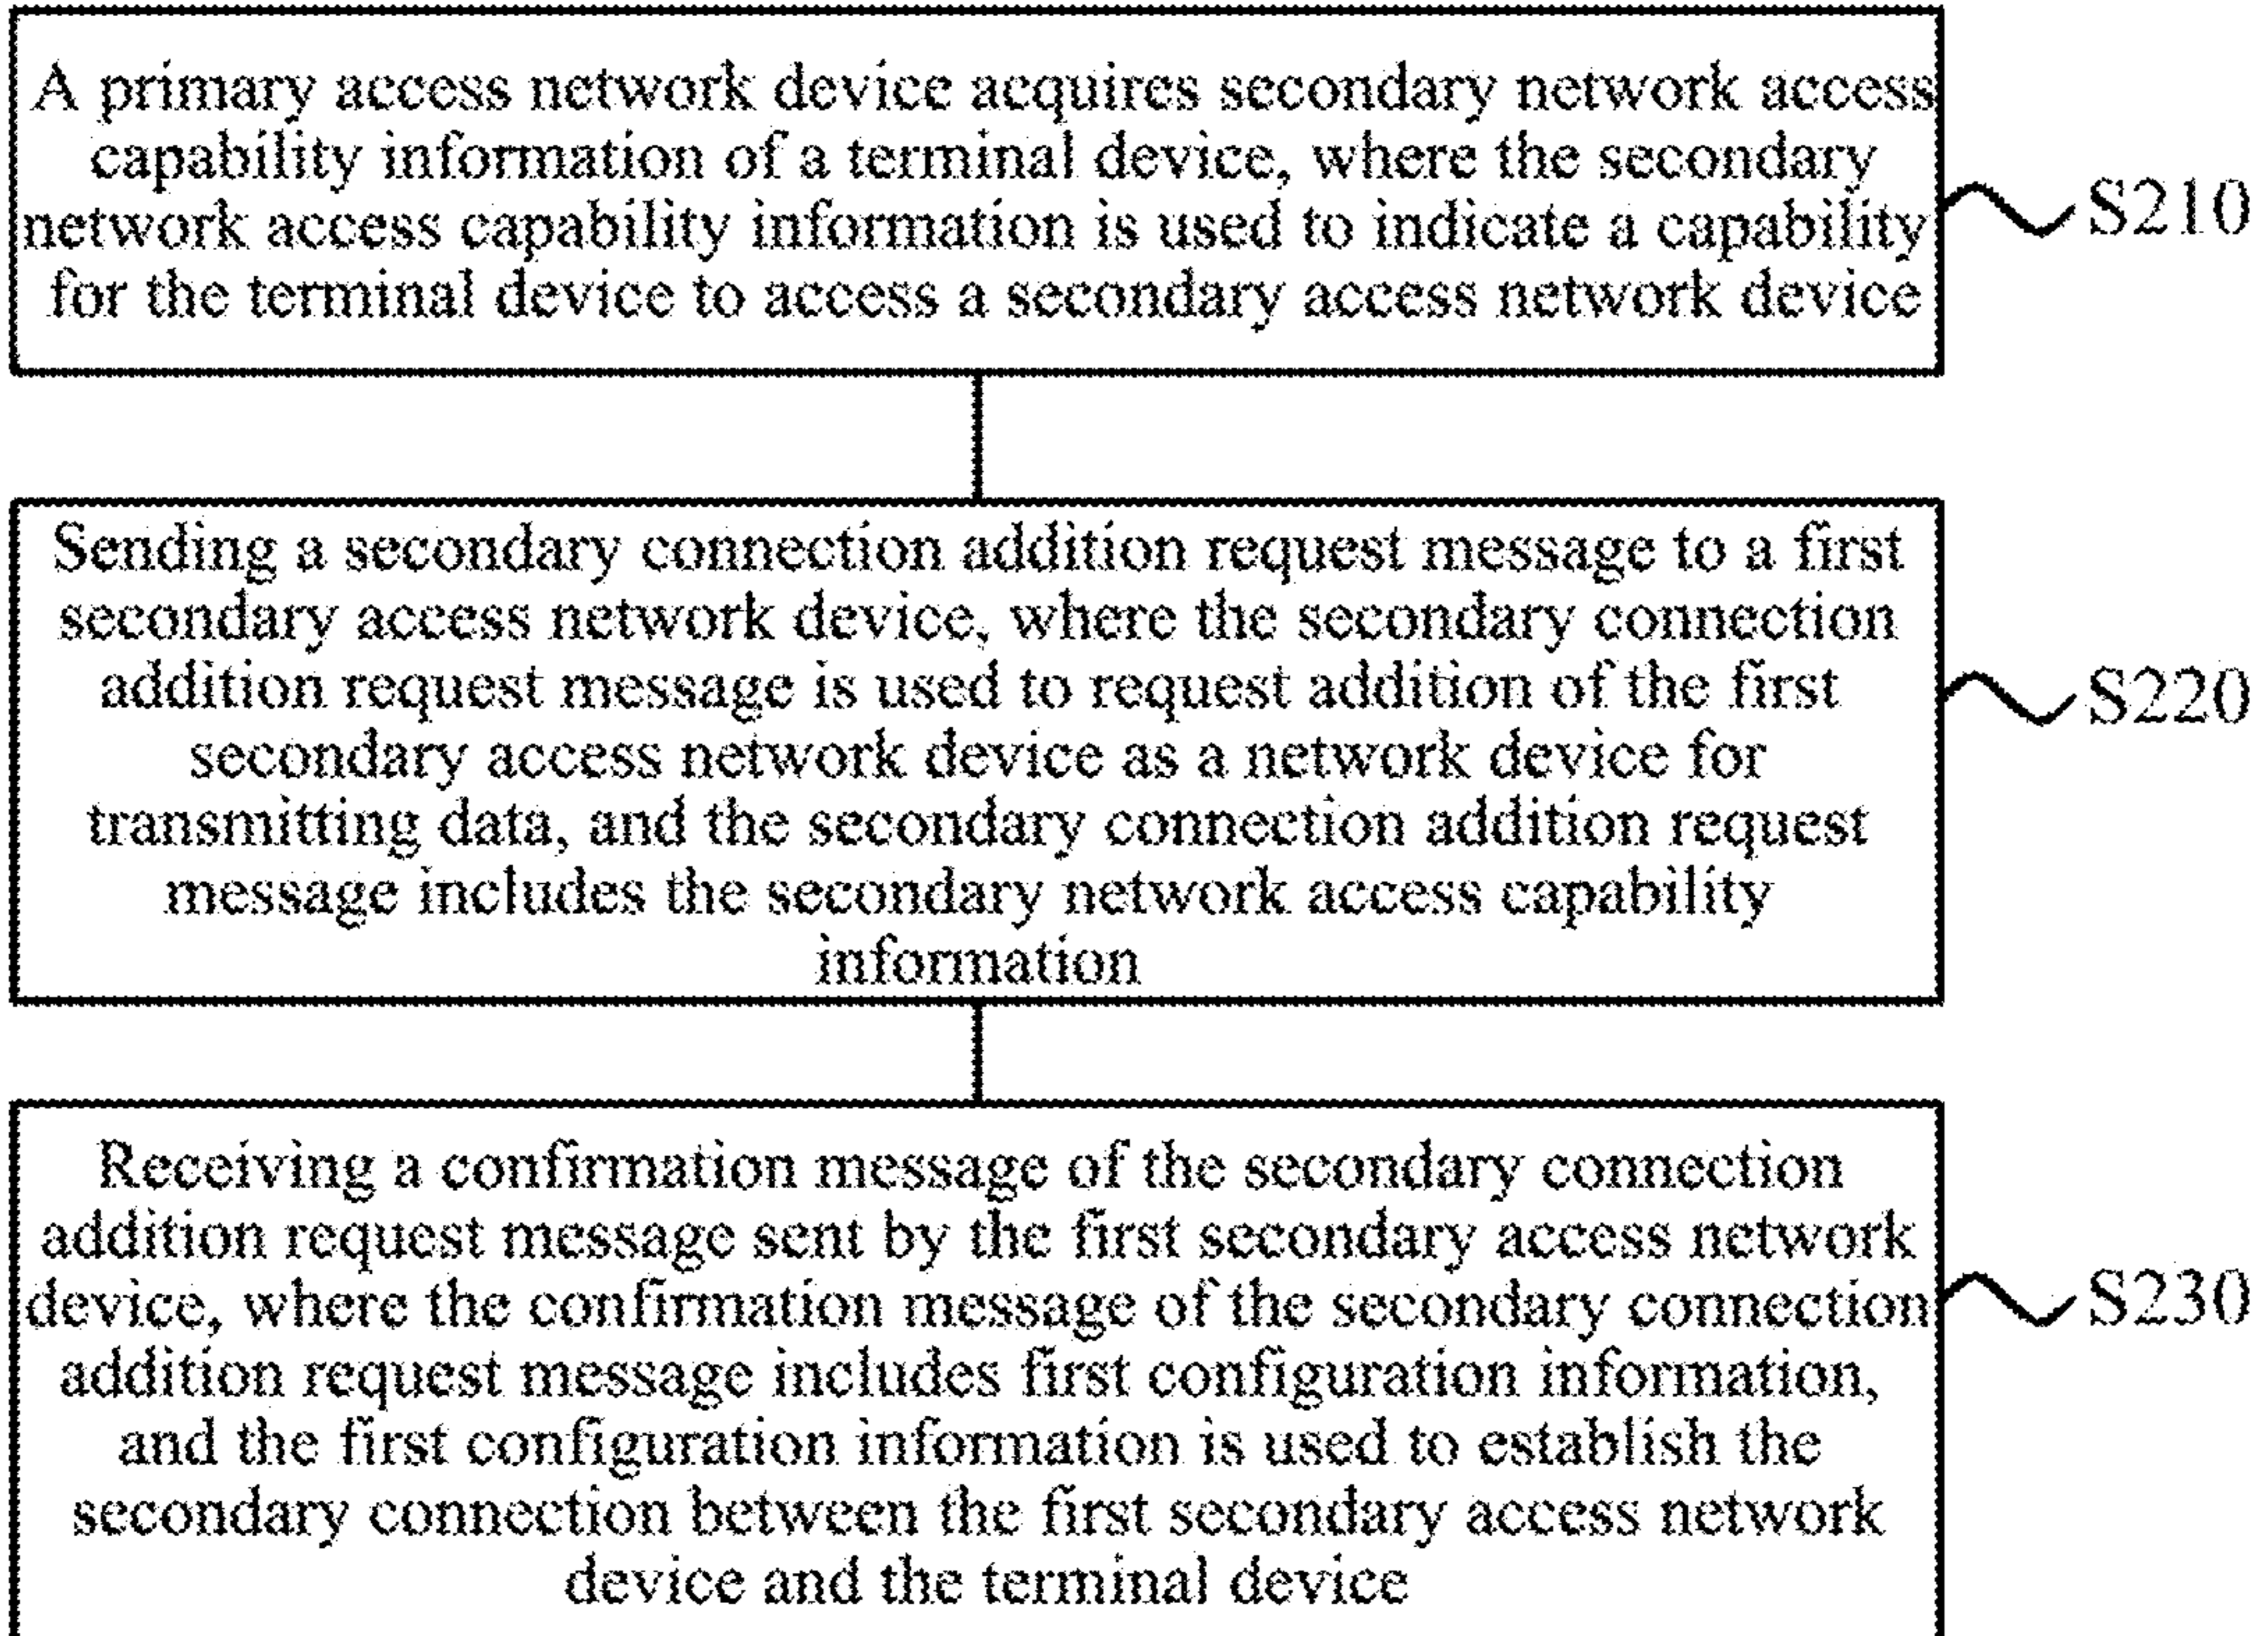 A primary access network device acquires secondary network access
capability information of a terminal device, where the secondary
network access capability information is used to indicate a capability
for the terminal device to access a secondary access network device
S210
Sending a secondary connection addition request message to a first
secondary access network device, where the secondary connection
addition request message is used to request addition of the first
secondary access network device as a network device for
transmitting data, and the secondary connection addition request
message includes the secondary network access capability
information
S220
Receiving a confirmation message of the secondary connection
addition request message sent by the first secondary access network
device, where the confirmation message of the secondary connection
addition request message includes first configuration information,
and the first configuration information is used to establish the
secondary connection between the first secondary access network
device and the terminal device
S230